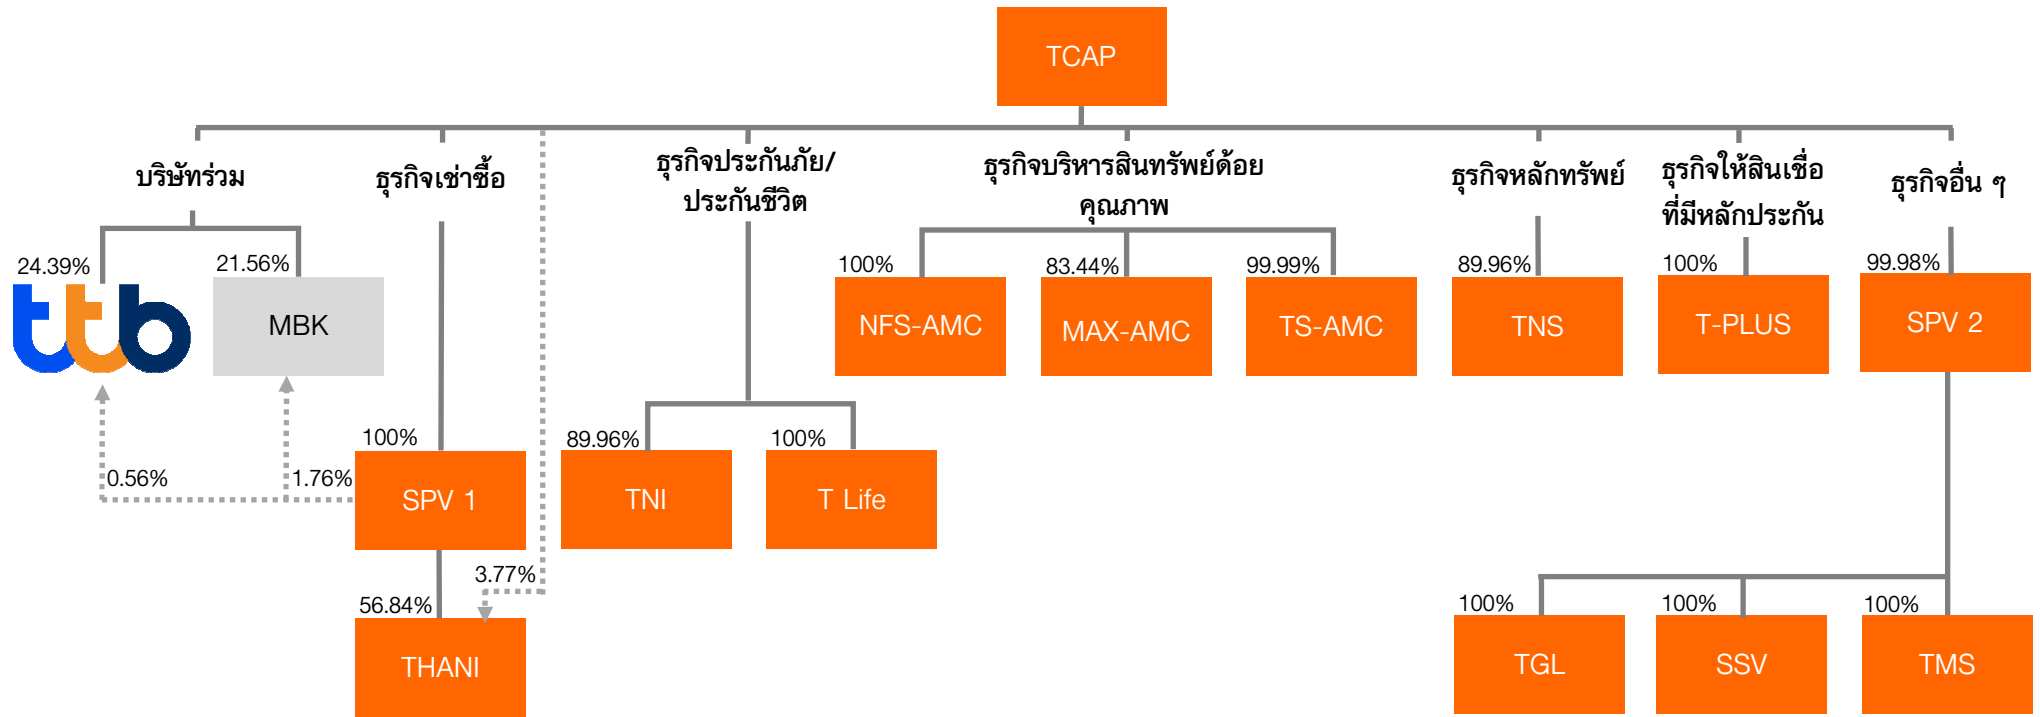 TCAP
บริษัทร่วม
ธุรกิจเช่าซื้อ
ธุรกิจประกันภัย/
ประกันชีวิต
ธุรกิจบริหารสินทรัพย์ด้อย
คุณภาพ
ธุรกิจหลักทรัพย์
ธุรกิจให้สินเชื่อ
ที่มีหลักประกัน
ธุรกิจอื่น ๆ
24.39%
21.56%
100%
83.44%
99.99%
89.96%
100%
99.98%
ttb
MBK
NFS-AMC
MAX-AMC
TS-AMC
TNS
T-PLUS
SPV 2
100%
89.96%
100%
0.56%
1.76%
SPV 1
TNI
T Life
3.77%
56.84%
100%
100%
100%
THANI
TGL
SSV
TMS